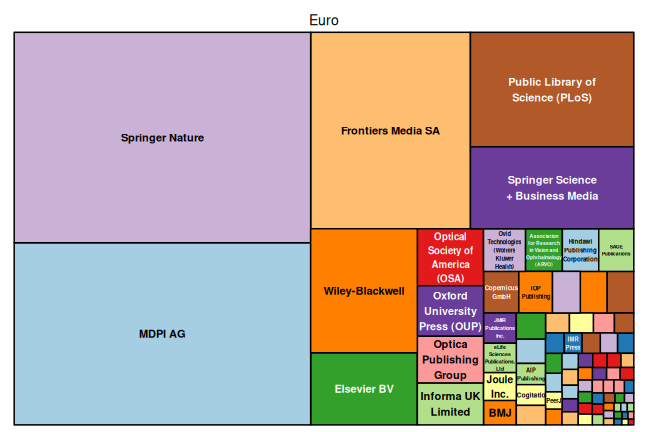 Euro
Springer Nature
MDPI AG
Frontiers Media SA
Public Library of
Science (PLoS)
Springer Science
+ Business Media
Wiley-Blackwell
Elsevier BV
Optical
Society of
America
(OSA)
Oxford
University
Press (OUP)
Optica
Publishing
Group
Informa UK
Limited
Ovid
Technologies
(Wolters
Kluwer
Health)
Association
for Research
in Vision and
Ophthalmology
(ARVO)
Hindawi
Publishing
Corporation
SAGE
Publications
Copernicus
GmbH
IOP
Publishing
JMIR
Publications
Inc.
eLife
Sciences
Publications,
Ltd
Joule
Inc.
BMJ
AIP
Publishing
Cogitatio
PeerJ
IMR
Press